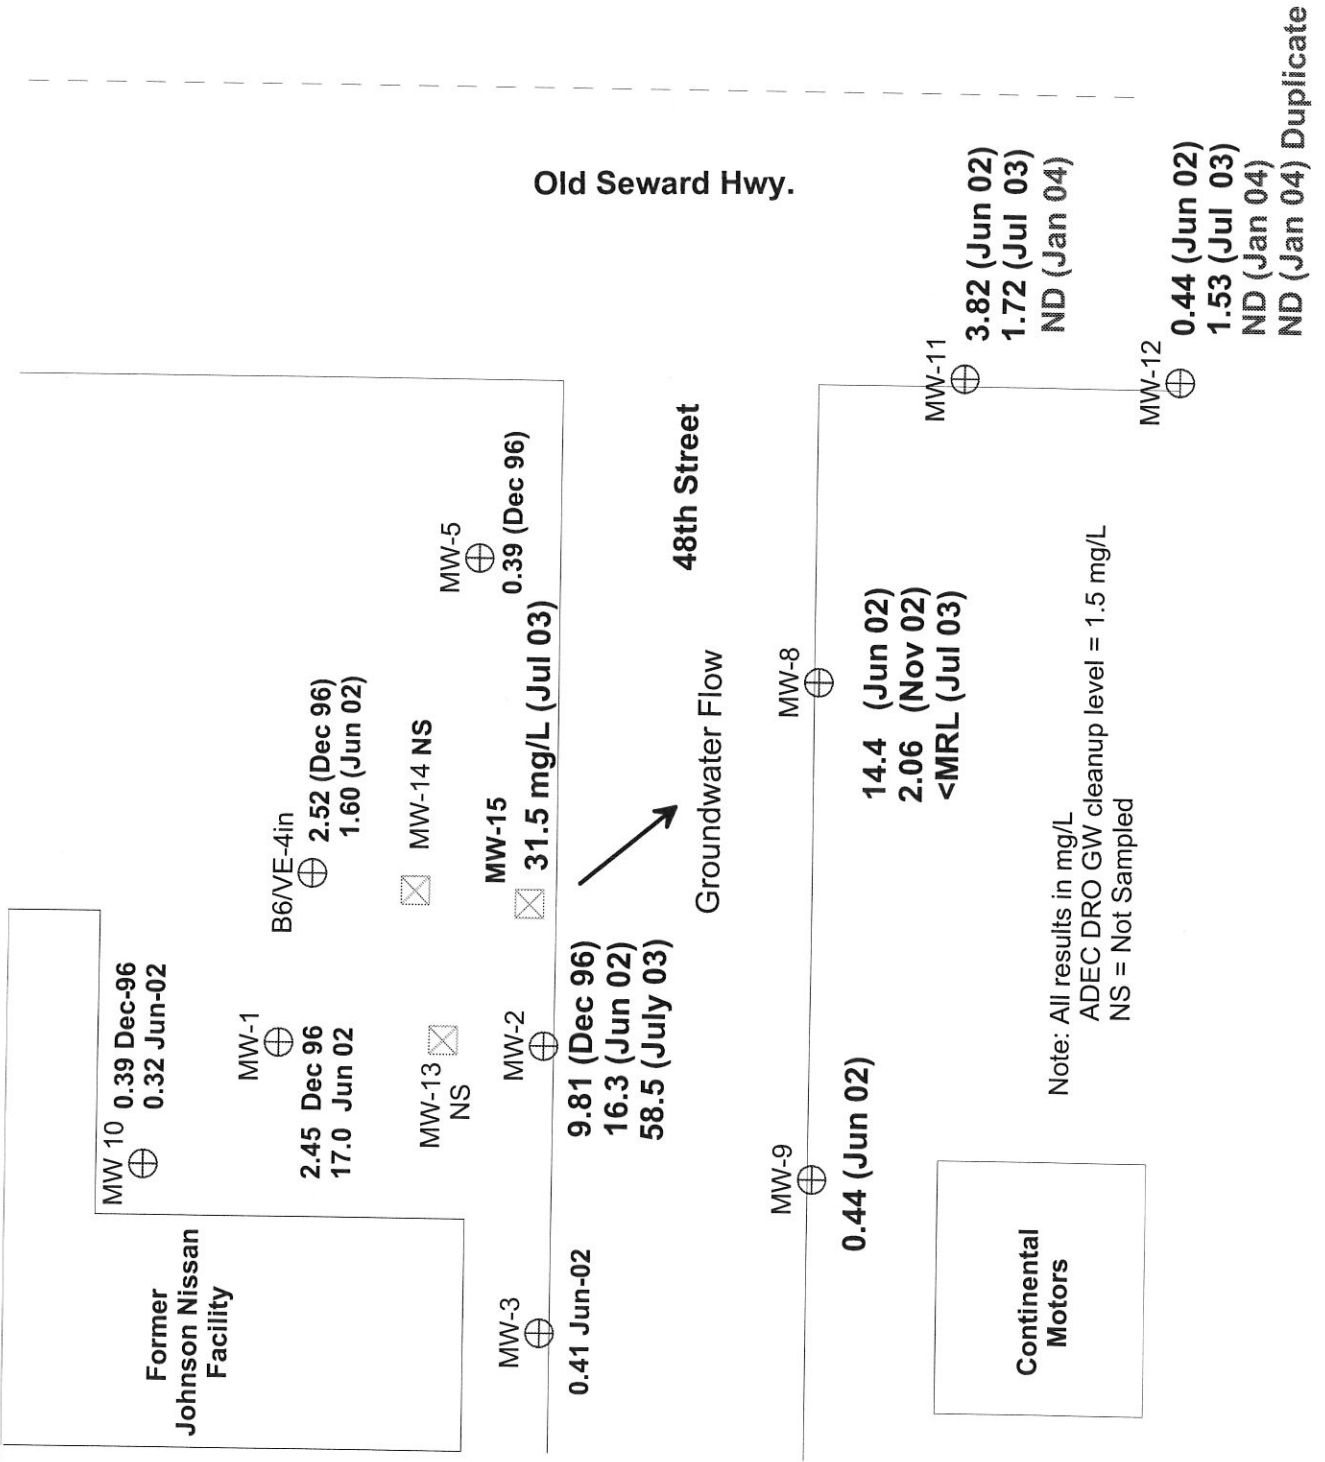 Old Seward Hwy.
Former
Johnson Nissan
Facility
MW 10
0.39 Dec-96
0.32 Jun-02
MW-1
2.45 Dec 96
17.0 Jun 02
B6/VE-4in
2.52 (Dec 96)
1.60 (Jun 02)
MW-13
NS
MW-14 NS
MW-5
0.39 (Dec 96)
MW-15
31.5 mg/L (Jul 03)
MW-3
0.41 Jun-02
MW-2
9.81 (Dec 96)
16.3 (Jun 02)
58.5 (July 03)
Groundwater Flow
48th Street
MW-9
0.44 (Jun 02)
MW-8
14.4 (Jun 02)
2.06 (Nov 02)
<MRL (Jul 03)
MW-11
3.82 (Jun 02)
1.72 (Jul 03)
ND (Jan 04)
MW-12
0.44 (Jun 02)
1.53 (Jul 03)
ND (Jan 04)
ND (Jan 04) Duplicate
Continental
Motors
Note: All results in mg/L
ADEC DRO GW cleanup level = 1.5 mg/L
NS = Not Sampled